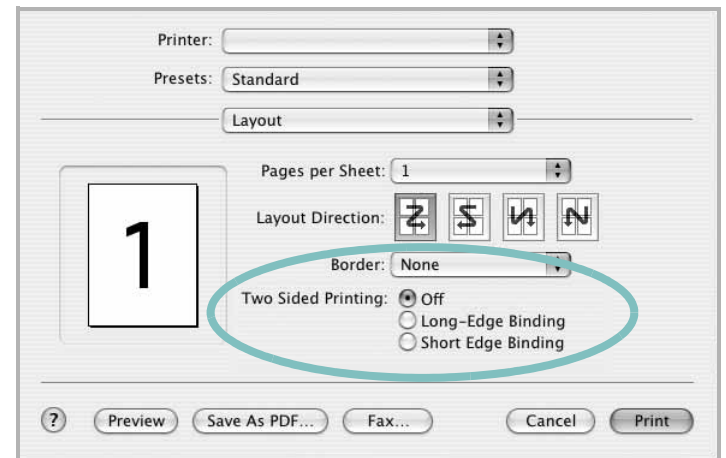 Printer:
Presets: Standard
Layout
Pages per Sheet: 1
Layout Direction:
1
Border: None
Two Sided Printing: Off
Long-Edge Binding
Short Edge Binding
? Preview Save As PDF... Fax... Cancel Print